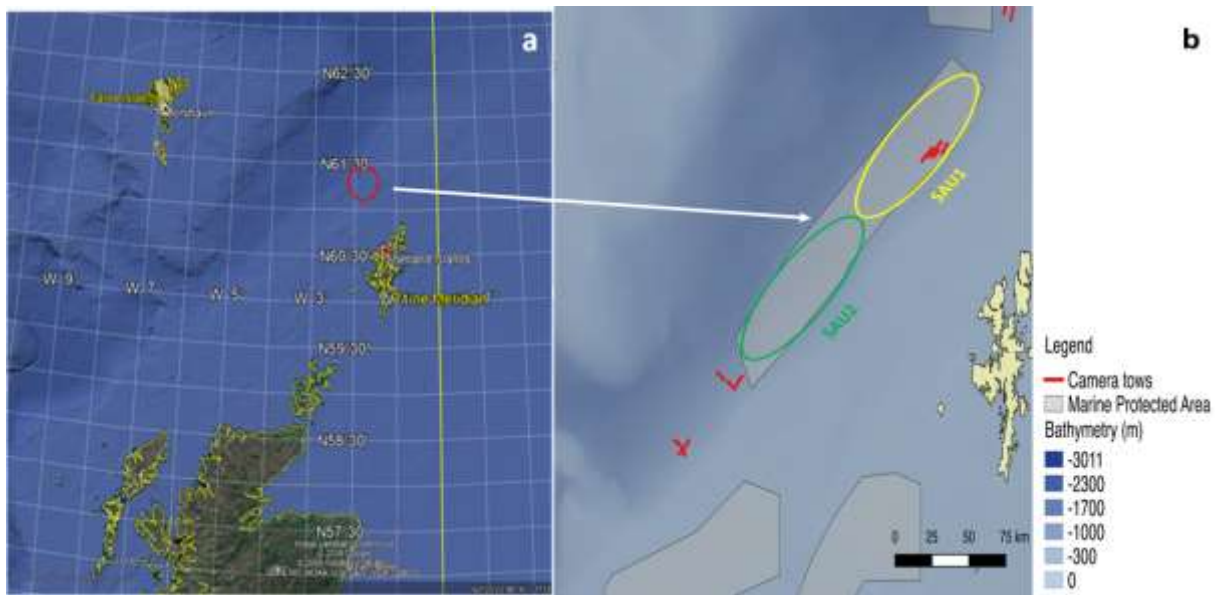 a
N62 30'
N61 30'
N60 30'
W 9
W 7
W 5
W 3
N59 30'
N58 30'
N57 30'
b
SAU1
SAU2
0 25 50 75 km
Legend
Camera tows
Marine Protected Area
Bathymetry (m)
-3011
-2300
-1700
-1000
-300
0